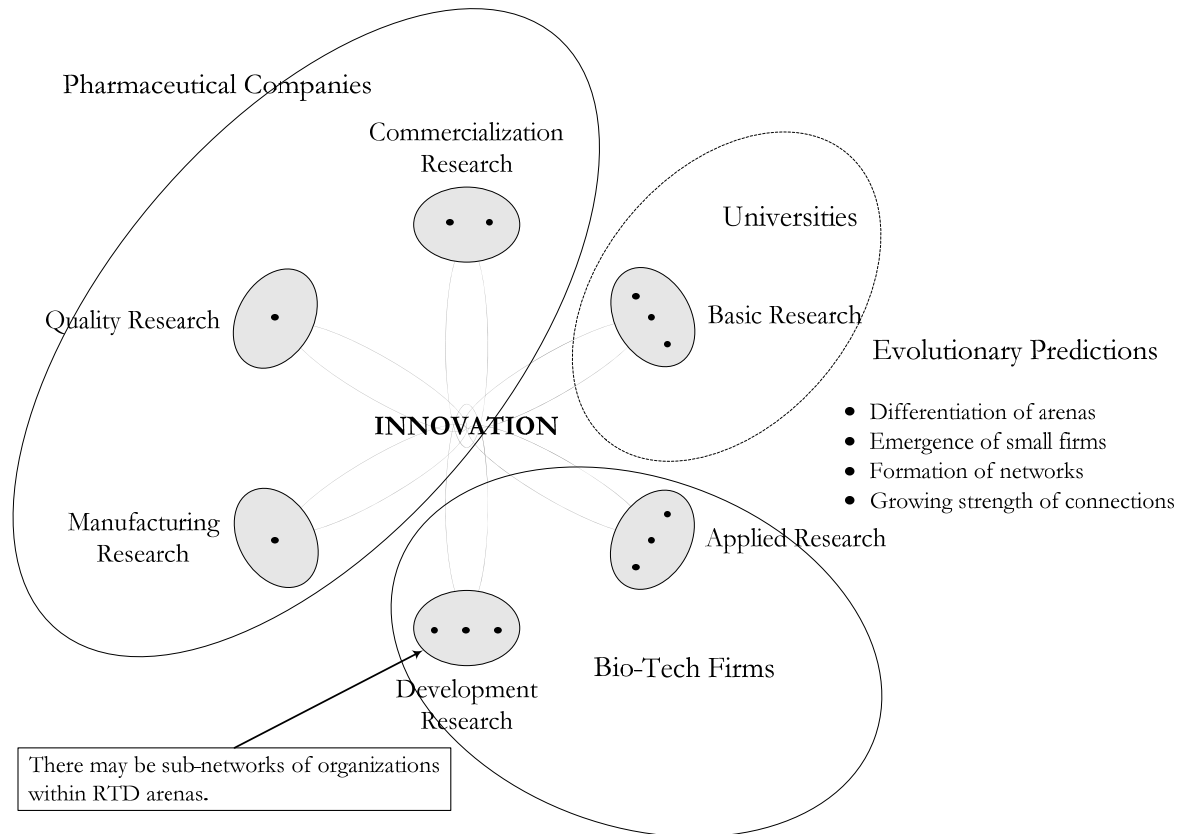 Pharmaceutical Companies
Commercialization
Research
Universities
Quality Research
Basic Research
Evolutionary Predictions
INNOVATION
• Differentiation of arenas
• Emergence of small firms
• Formation of networks
• Growing strength of connections
Manufacturing
Research
Applied Research
Bio-Tech Firms
Development
Research
There may be sub-networks of organizations
within RTD arenas.